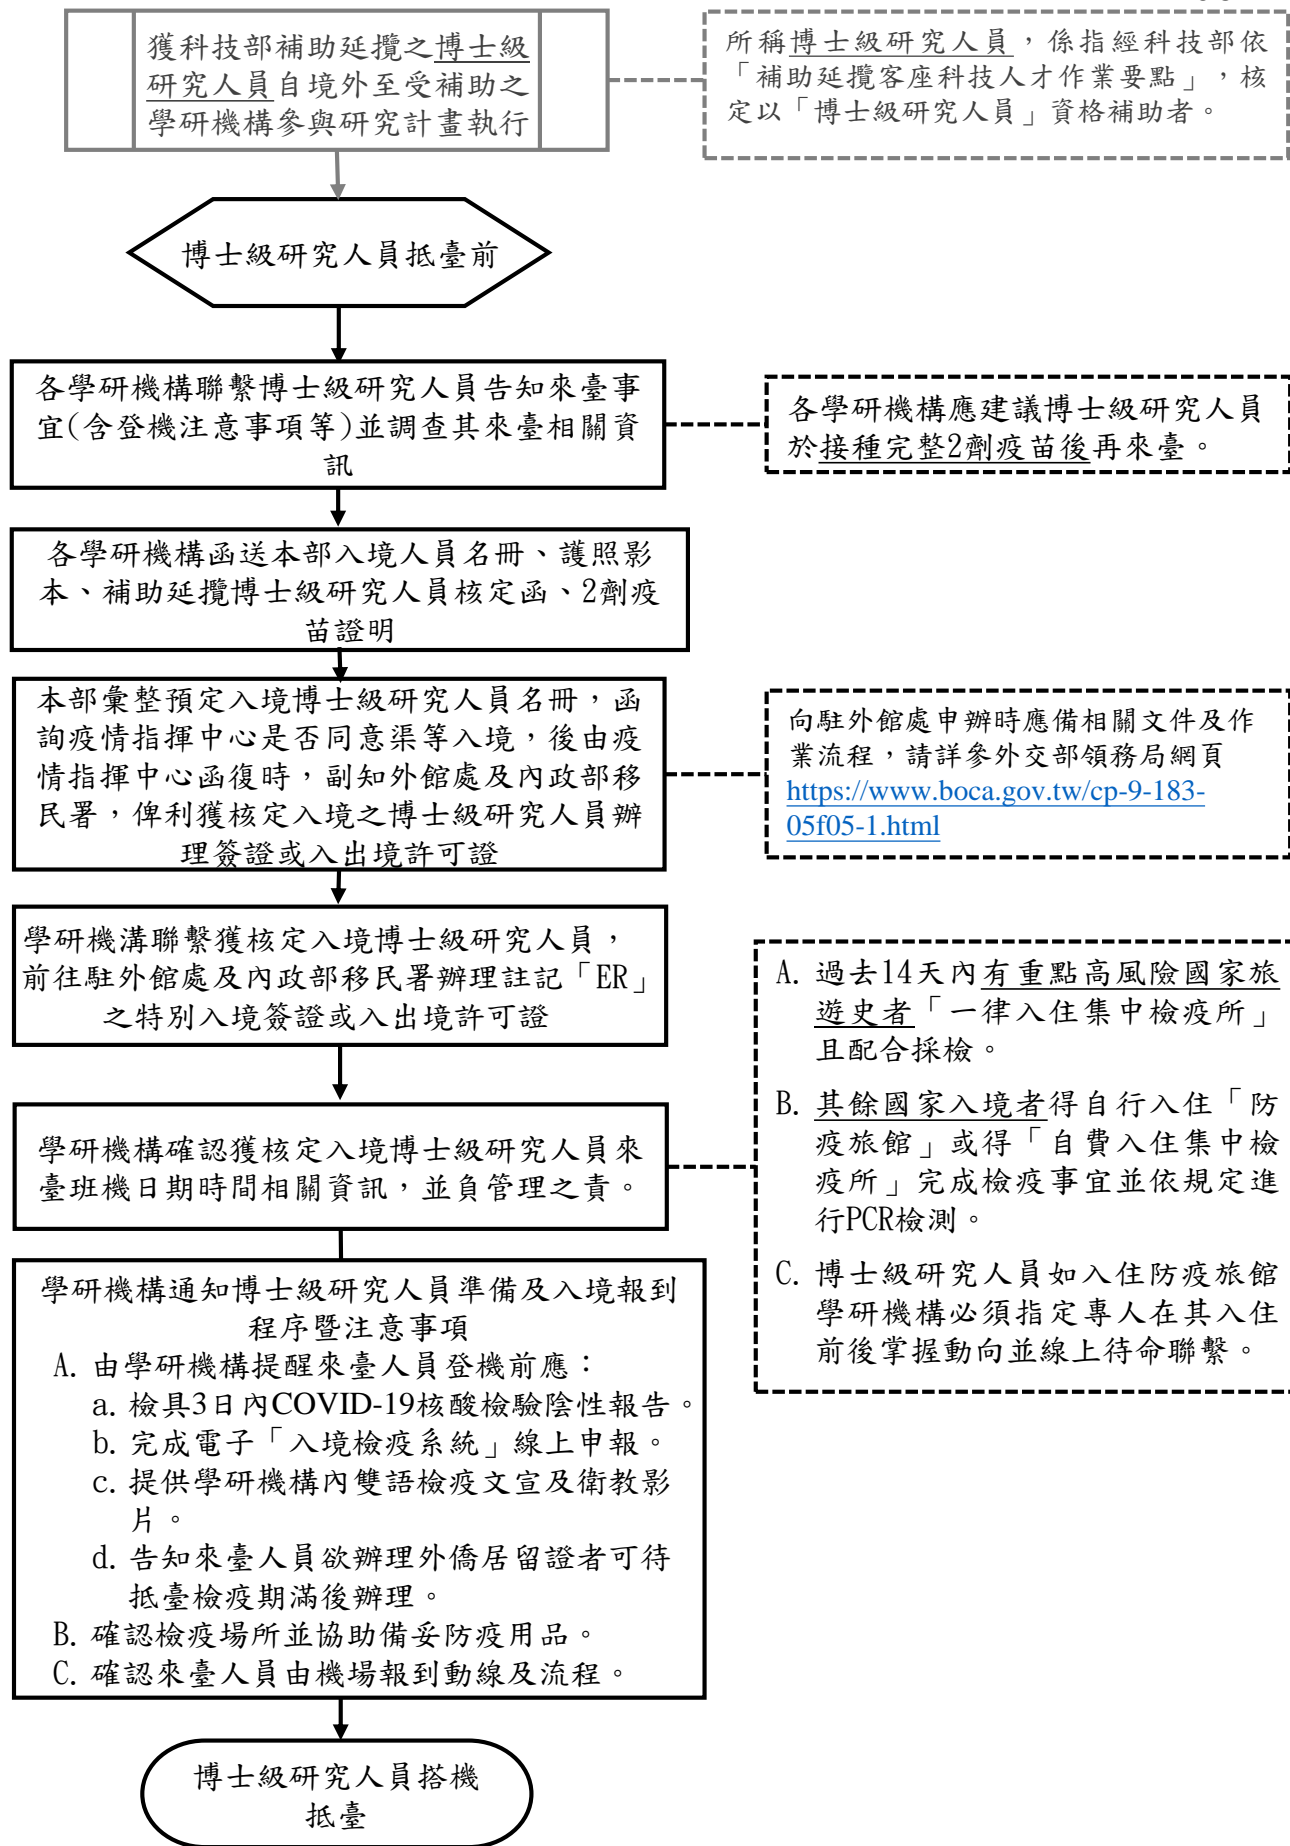 獲科技部補助延攬之博士級
研究人員自境外至受補助之
學研機構參與研究計畫執行
所稱博士級研究人員，係指經科技部依
「補助延攬客座科技人才作業要點」，核
定以「博士級研究人員」資格補助者。
博士級研究人員抵臺前
各學研機構聯繫博士級研究人員告知來臺事
宜(含登機注意事項等)並調查其來臺相關資
訊
各學研機構應建議博士級研究人員
於接種完整2劑疫苗後再來臺。
各學研機構函送本部入境人員名冊、護照影
本、補助延攬博士級研究人員核定函、2劑疫
苗證明
本部彙整預定入境博士級研究人員名冊，函
詢疫情指揮中心是否同意渠等入境，後由疫
情指揮中心函復時，副知外館處及內政部移
民署，俾利獲核定入境之博士級研究人員辦
理簽證或入出境許可證
向駐外館處申辦時應備相關文件及作
業流程，請詳參外交部領務局網頁
https://www.boca.gov.tw/cp-9-183-
05f05-1.html
學研機溝聯繫獲核定入境博士級研究人員，
前往駐外館處及內政部移民署辦理註記「ER」
之特別入境簽證或入出境許可證
學研機構確認獲核定入境博士級研究人員來
臺班機日期時間相關資訊，並負管理之責。
A. 過去14天內有重點高風險國家旅
遊史者「一律入住集中檢疫所」
且配合採檢。
B. 其餘國家入境者得自行入住「防
疫旅館」或得「自費入住集中檢
疫所」完成檢疫事宜並依規定進
行PCR檢測。
C. 博士級研究人員如入住防疫旅館
學研機構必須指定專人在其入住
前後掌握動向並線上待命聯繫。
學研機構通知博士級研究人員準備及入境報到
程序暨注意事項
A. 由學研機構提醒來臺人員登機前應：
a. 檢具3日內COVID-19核酸檢驗陰性報告。
b. 完成電子「入境檢疫系統」線上申報。
c. 提供學研機構內雙語檢疫文宣及衛教影
片。
d. 告知來臺人員欲辦理外僑居留證者可待
抵臺檢疫期滿後辦理。
B. 確認檢疫場所並協助備妥防疫用品。
C. 確認來臺人員由機場報到動線及流程。
博士級研究人員搭機
抵臺